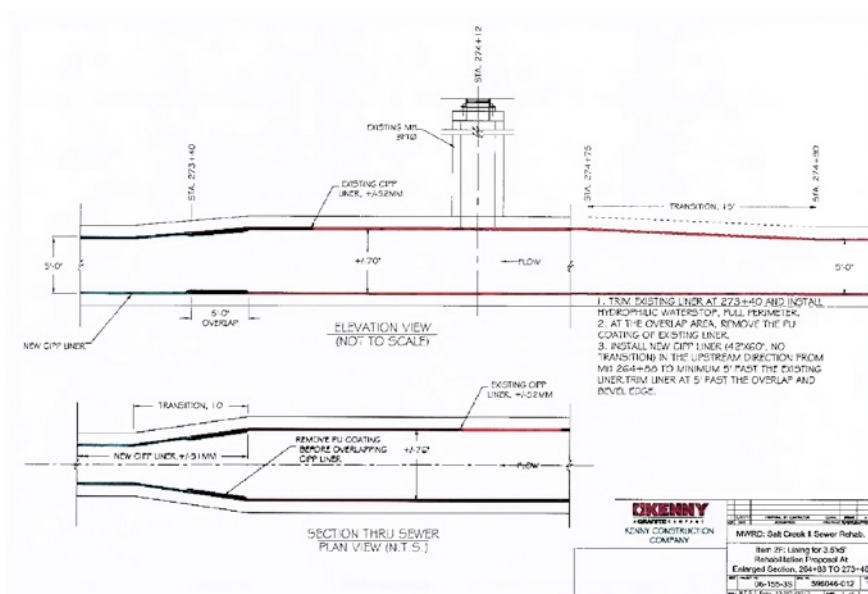 STA. 274+12
EXISTING MH
STA. 273+40
EXISTING CIPP
LINER, +/-52MM
STA. 274+75
STA. 274+90
TRANSITION, 15'
5'-0"
+/-70"
FLOW
5'-0"
5'-0"
OVERLAP
NEW CIPP LINER
ELEVATION VIEW
(NOT TO SCALE)
1. TRIM EXISTING LINER AT 273+40 AND INSTALL
HYDROPHILIC WATERSTOP, FULL PERIMETER.
2. AT THE OVERLAP AREA, REMOVE THE PU
COATING OF EXISTING LINER.
3. INSTALL NEW CIPP LINER (42"X60", NO
TRANSITION) IN THE UPSTREAM DIRECTION FROM
MH 264+88 TO MINIMUM 5' PAST THE EXISTING
LINER.TRIM LINER AT 5' PAST THE OVERLAP AND
BEVEL EDGE.
TRANSITION, 10'
EXISTING CIPP
LINER, +/-52MM
REMOVE PU COATING
BEFORE OVERLAPPING
CIPP LINER
NEW CIPP LINER, +/-31MM
+/-76"
FLOW
SECTION THRU SEWER
PLAN VIEW (N.T.S.)
KENNY
A GRANITE COMPANY
KENNY CONSTRUCTION
COMPANY
MWRD: Salt Creek II Sewer Rehab.
Item 2F: Lining for 3.5'x5'
Rehabilitation Proposal At
Enlarged Section, 264+88 TO 273+40
06-155-3S
596046-012